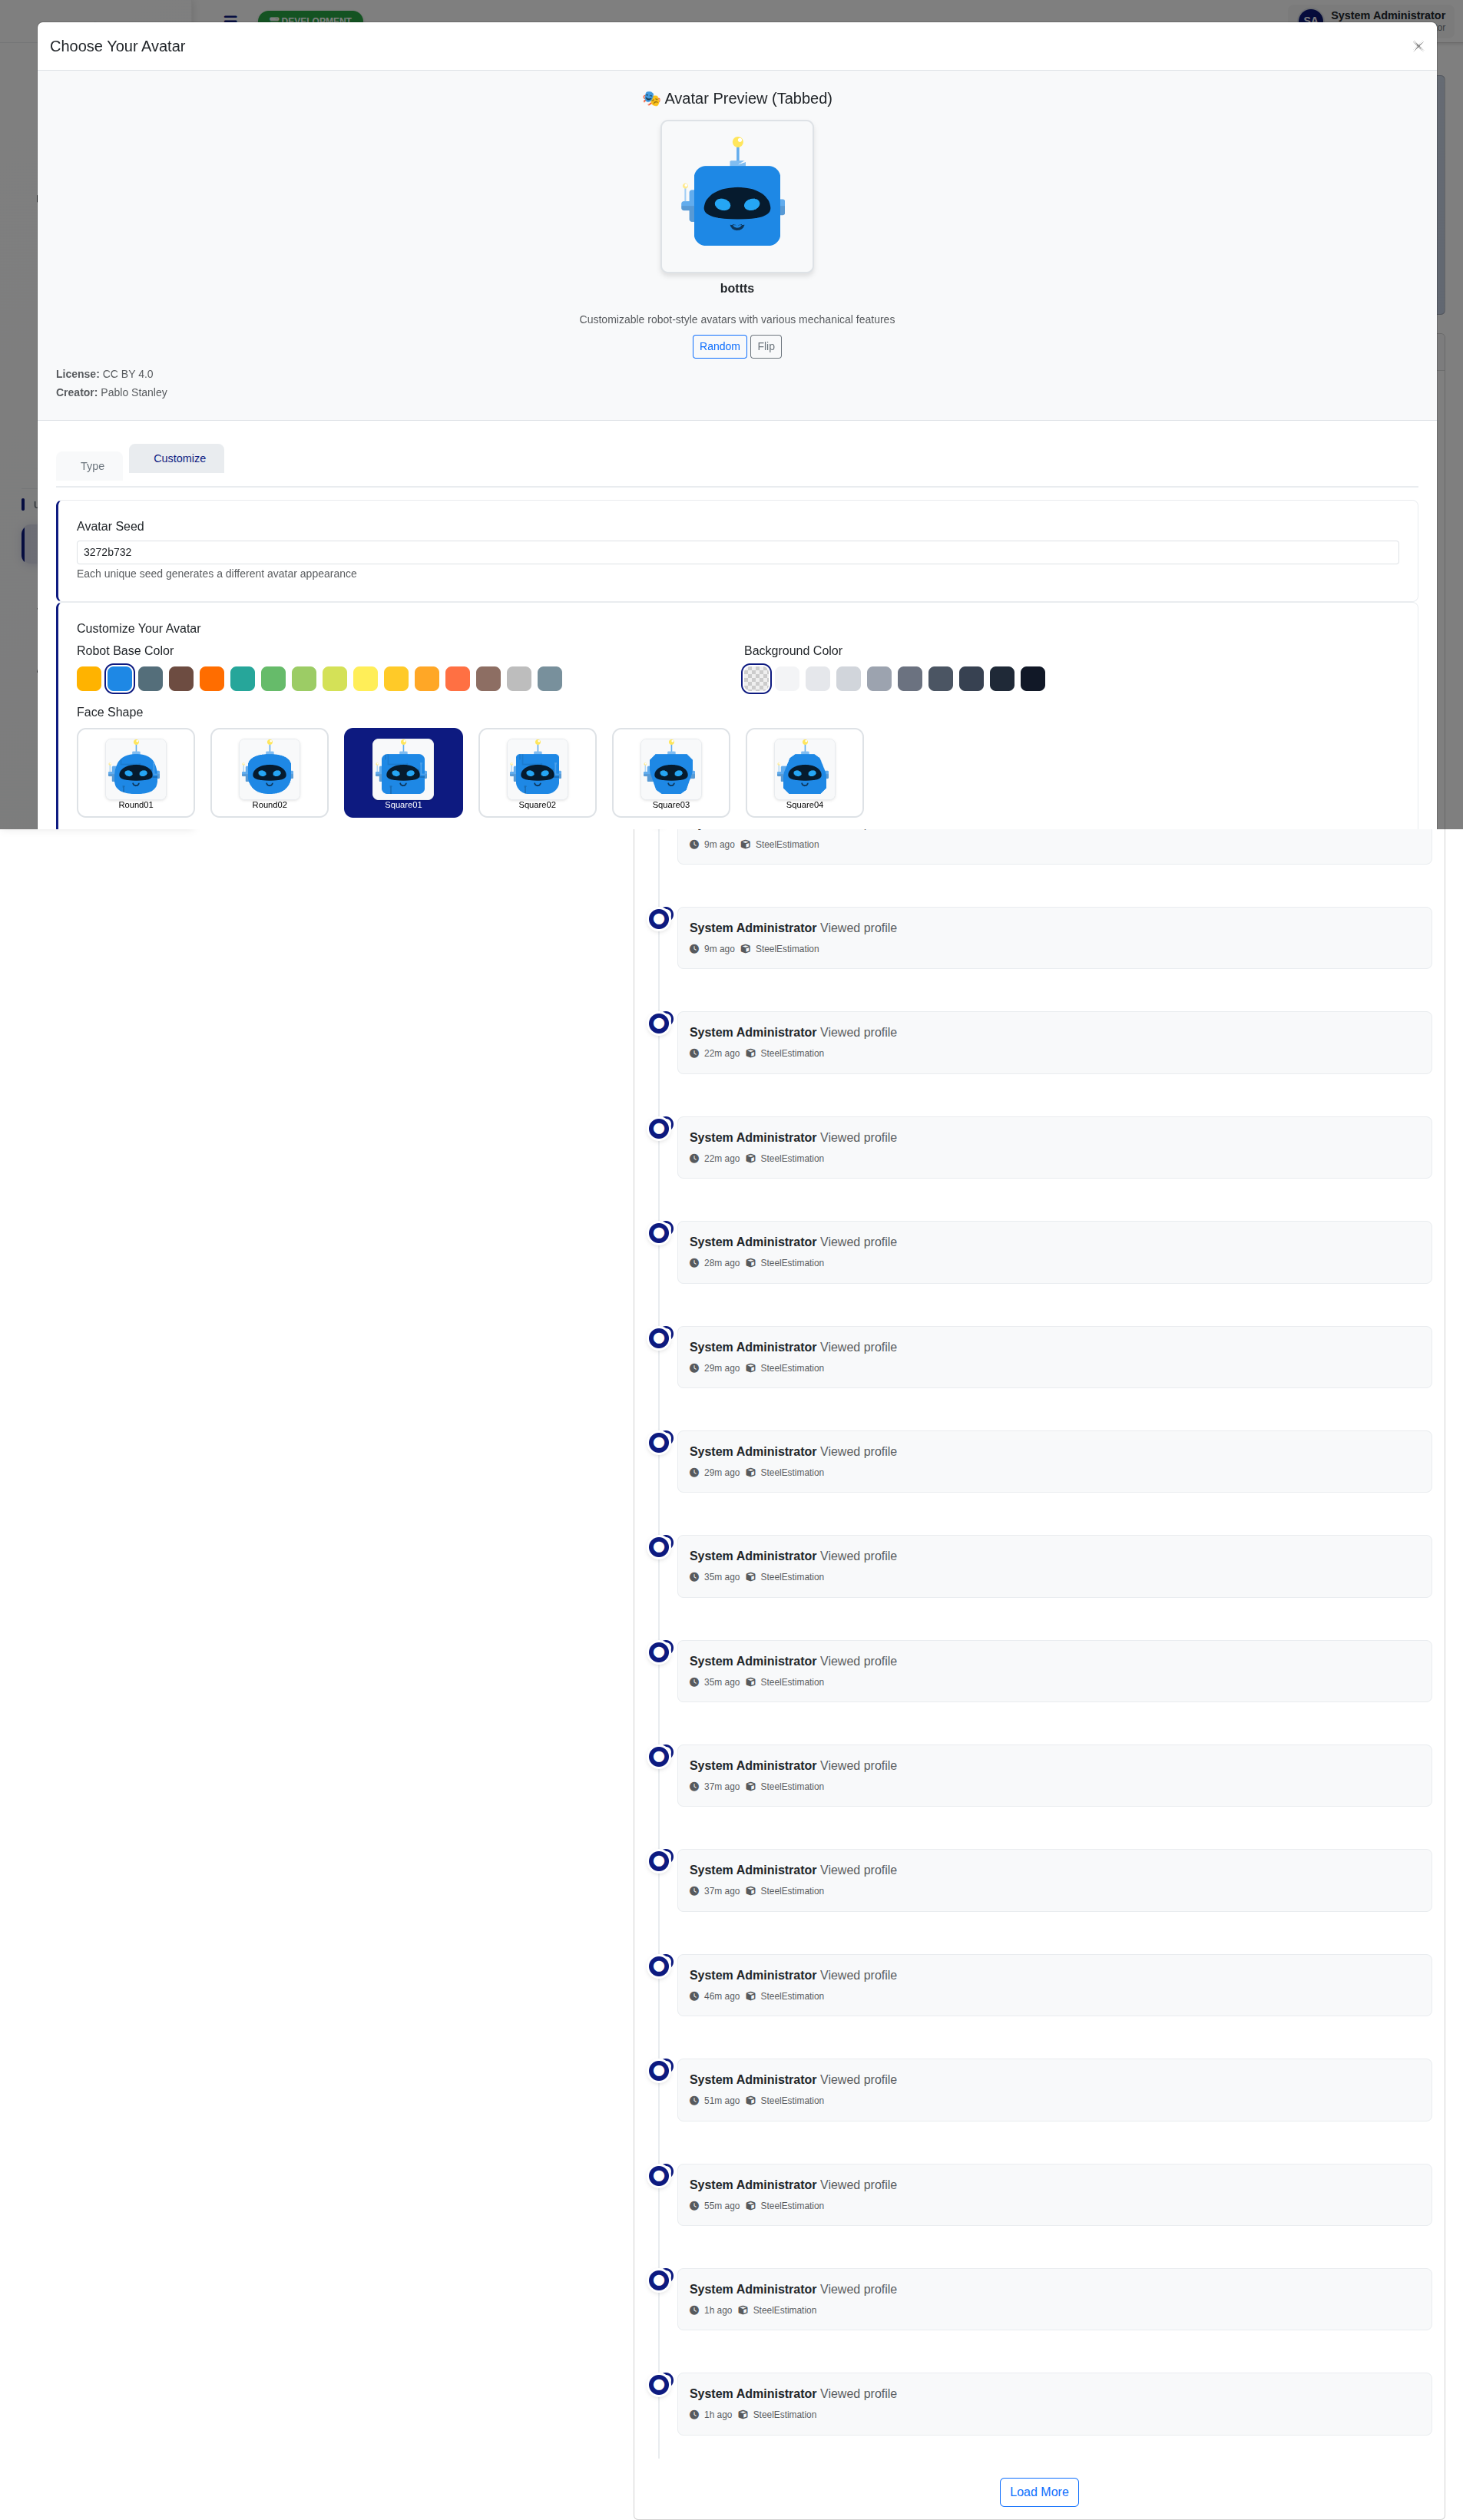 DEVELOPMENT
SA
System Administrator
Choose Your Avatar
🎭 Avatar Preview (Tabbed)
bottts
Customizable robot-style avatars with various mechanical features
Random Flip
License: CC BY 4.0
Creator: Pablo Stanley
Type
Customize
Avatar Seed
3272b732
Each unique seed generates a different avatar appearance
Customize Your Avatar
Robot Base Color
Background Color
Face Shape
Round01
Round02
Square01
Square02
Square03
Square04
9m ago SteelEstimation
System Administrator Viewed profile
9m ago SteelEstimation
System Administrator Viewed profile
22m ago SteelEstimation
System Administrator Viewed profile
22m ago SteelEstimation
System Administrator Viewed profile
28m ago SteelEstimation
System Administrator Viewed profile
29m ago SteelEstimation
System Administrator Viewed profile
29m ago SteelEstimation
System Administrator Viewed profile
35m ago SteelEstimation
System Administrator Viewed profile
35m ago SteelEstimation
System Administrator Viewed profile
37m ago SteelEstimation
System Administrator Viewed profile
37m ago SteelEstimation
System Administrator Viewed profile
46m ago SteelEstimation
System Administrator Viewed profile
51m ago SteelEstimation
System Administrator Viewed profile
55m ago SteelEstimation
System Administrator Viewed profile
1h ago SteelEstimation
System Administrator Viewed profile
1h ago SteelEstimation
Load More